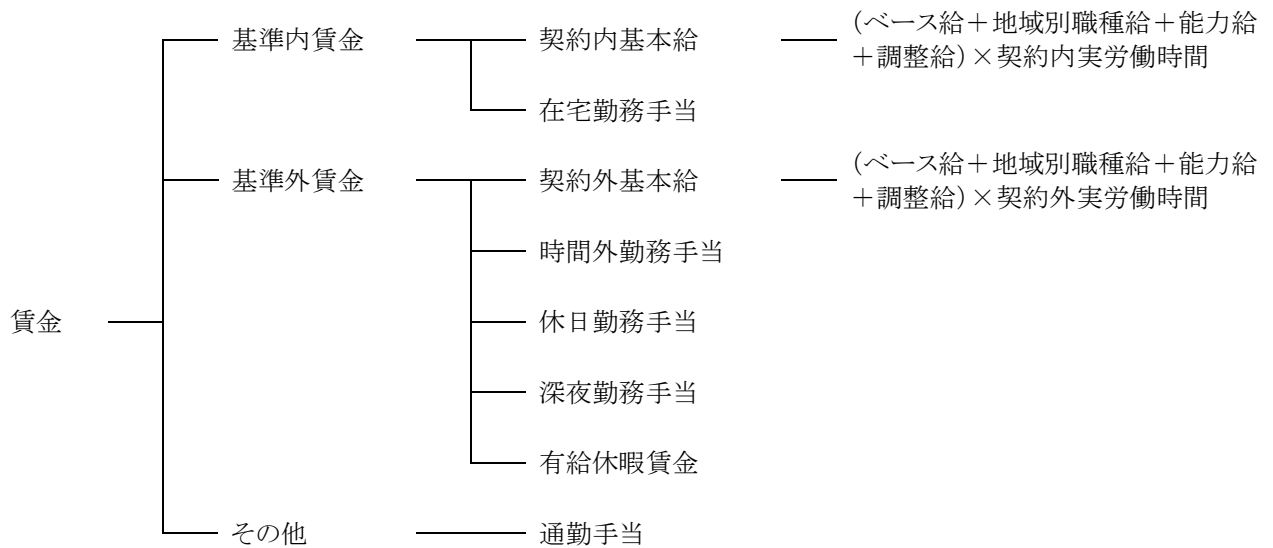 基準内賃金
契約内基本給
（ベース給＋地域別職種給＋能力給
＋調整給）×契約内実労働時間
在宅勤務手当
基準外賃金
契約外基本給
（ベース給＋地域別職種給＋能力給
＋調整給）×契約外実労働時間
時間外勤務手当
賃金
休日勤務手当
深夜勤務手当
有給休暇賃金
その他
通勤手当